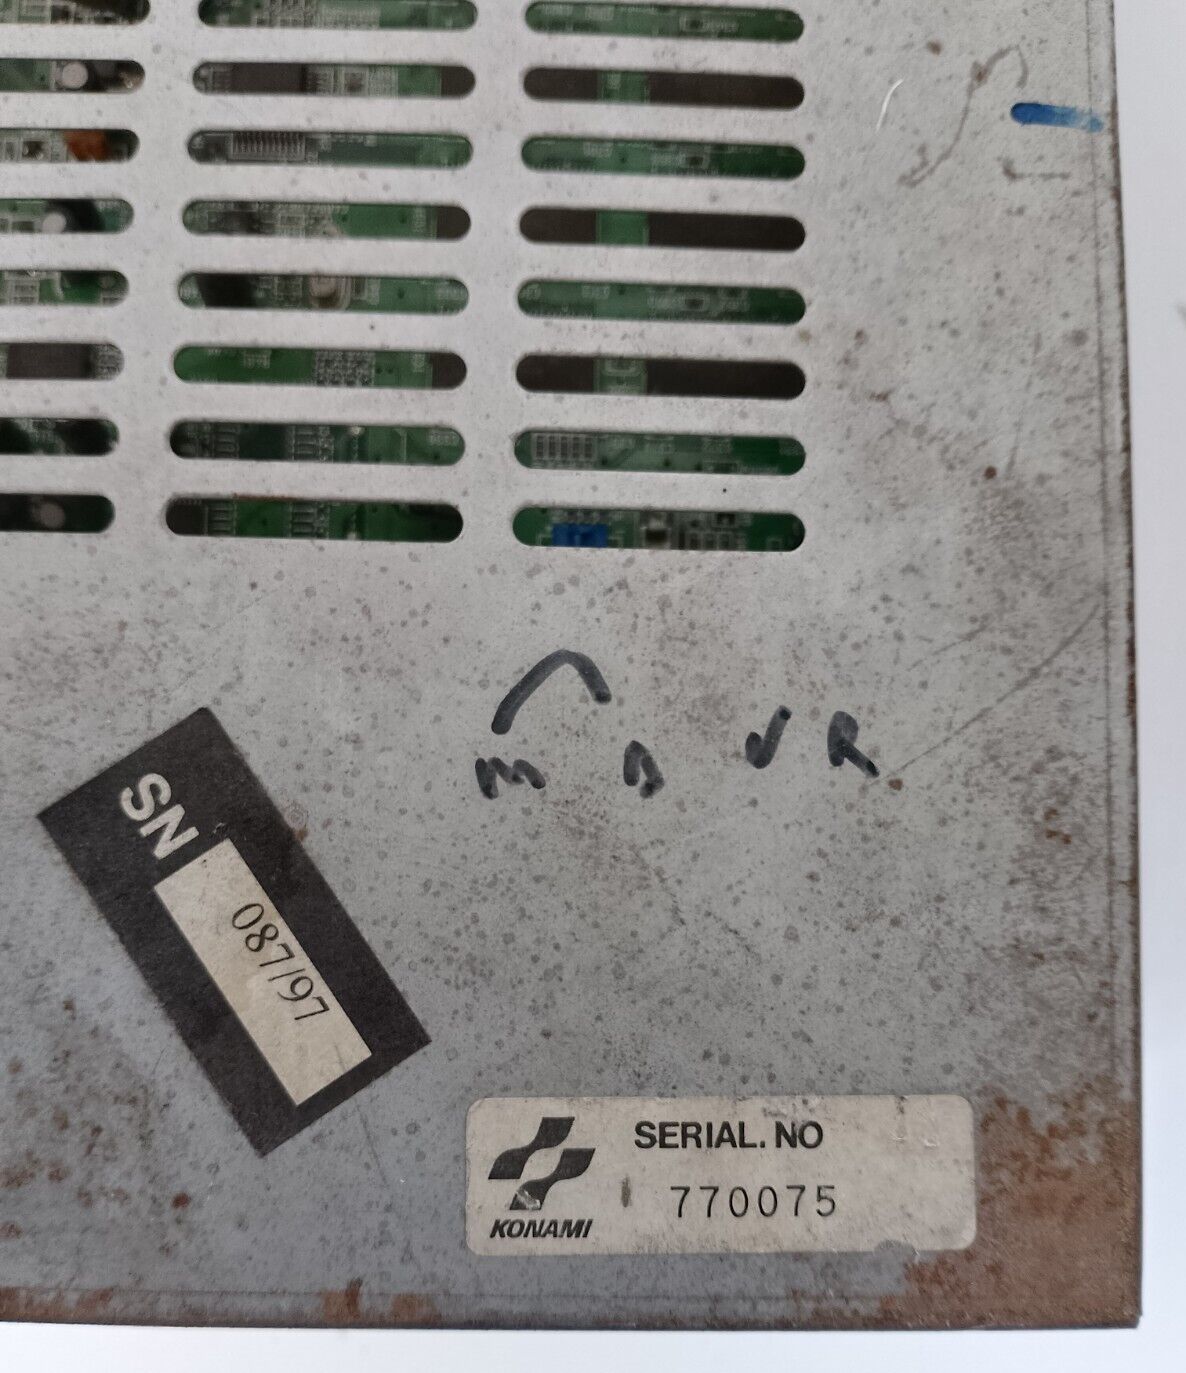 SN
087/97
SERIAL. NO
770075
KONAMI